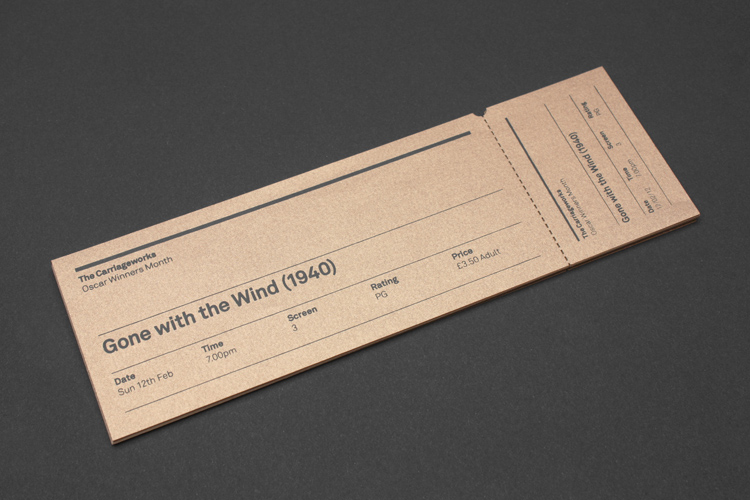 The Carriageworks
Oscar Winners Month
Gone with the Wind (1940)
Date
Sun 12th Feb
Time
7.00pm
Screen
3
Rating
PG
Price
£3.50 Adult
The Carriageworks
Oscar Winners Month
Gone with the Wind (1940)
Date
Time
7.00pm
Screen
3
Rating
PG